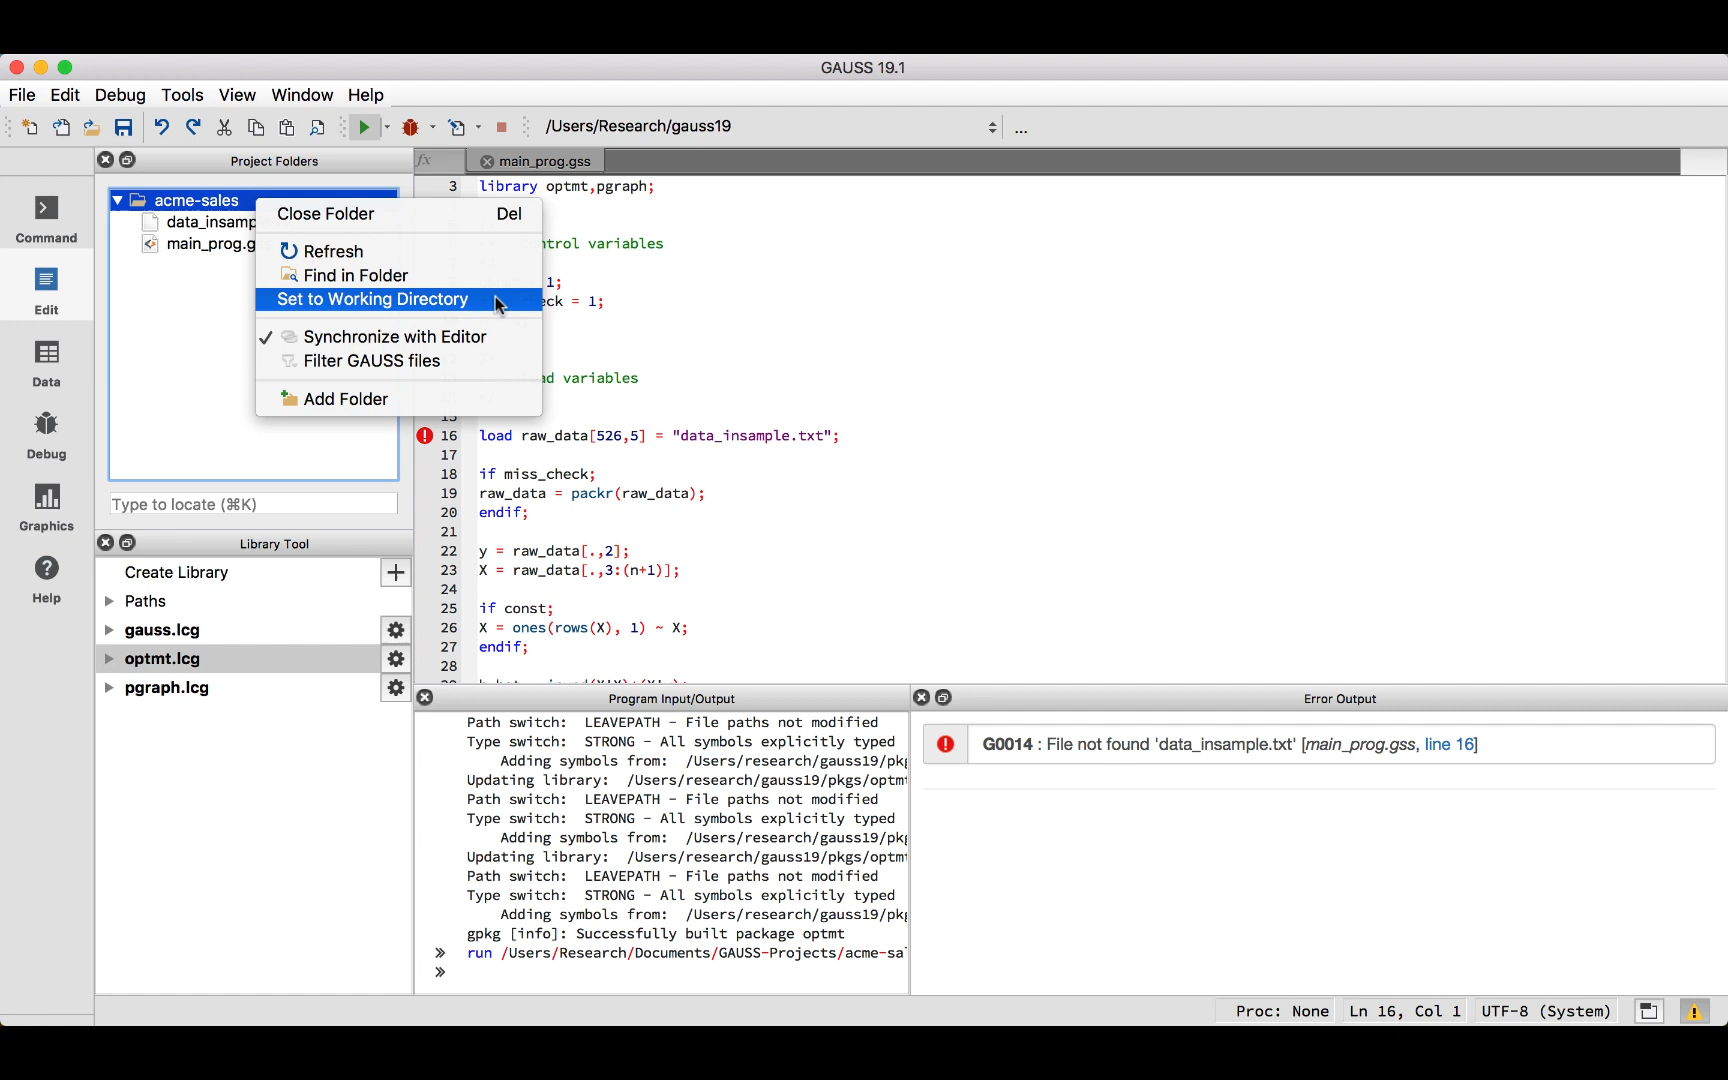 GAUSS 19.1
File Edit Debug Tools View Window Help
/Users/Research/gauss19 ...
Project Folders
fx main_prog.gss
acme-sales
data_insamp
main_prog.g
Close Folder Del
Refresh
Find in Folder
Set to Working Directory
Synchronize with Editor
Filter GAUSS files
Add Folder
Type to locate (⌘K)
Command
Edit
Data
Debug
Graphics
Help
Library Tool
Create Library
Paths
gauss.lcg
optmt.lcg
pgraph.lcg
3 library optmt,pgraph;
trol variables
1;
eck = 1;
ad variables
15
16 load raw_data[526,5] = "data_insample.txt";
17
18 if miss_check;
19 raw_data = packr(raw_data);
20 endif;
21
22 y = raw_data[.,2];
23 X = raw_data[.,3:(n+1)];
24
25 if const;
26 X = ones(rows(X), 1) ~ X;
27 endif;
28
Program Input/Output
Path switch: LEAVEPATH - File paths not modified
Type switch: STRONG - All symbols explicitly typed
Adding symbols from: /Users/research/gauss19/pkg
Updating library: /Users/research/gauss19/pkgs/optmt
Path switch: LEAVEPATH - File paths not modified
Type switch: STRONG - All symbols explicitly typed
Adding symbols from: /Users/research/gauss19/pkg
Updating library: /Users/research/gauss19/pkgs/optmt
Path switch: LEAVEPATH - File paths not modified
Type switch: STRONG - All symbols explicitly typed
Adding symbols from: /Users/research/gauss19/pkg
gpkg [info]: Successfully built package optmt
» run /Users/Research/Documents/GAUSS-Projects/acme-sal
»
Error Output
G0014 : File not found 'data_insample.txt' [main_prog.gss, line 16]
Proc: None Ln 16, Col 1 UTF-8 (System)